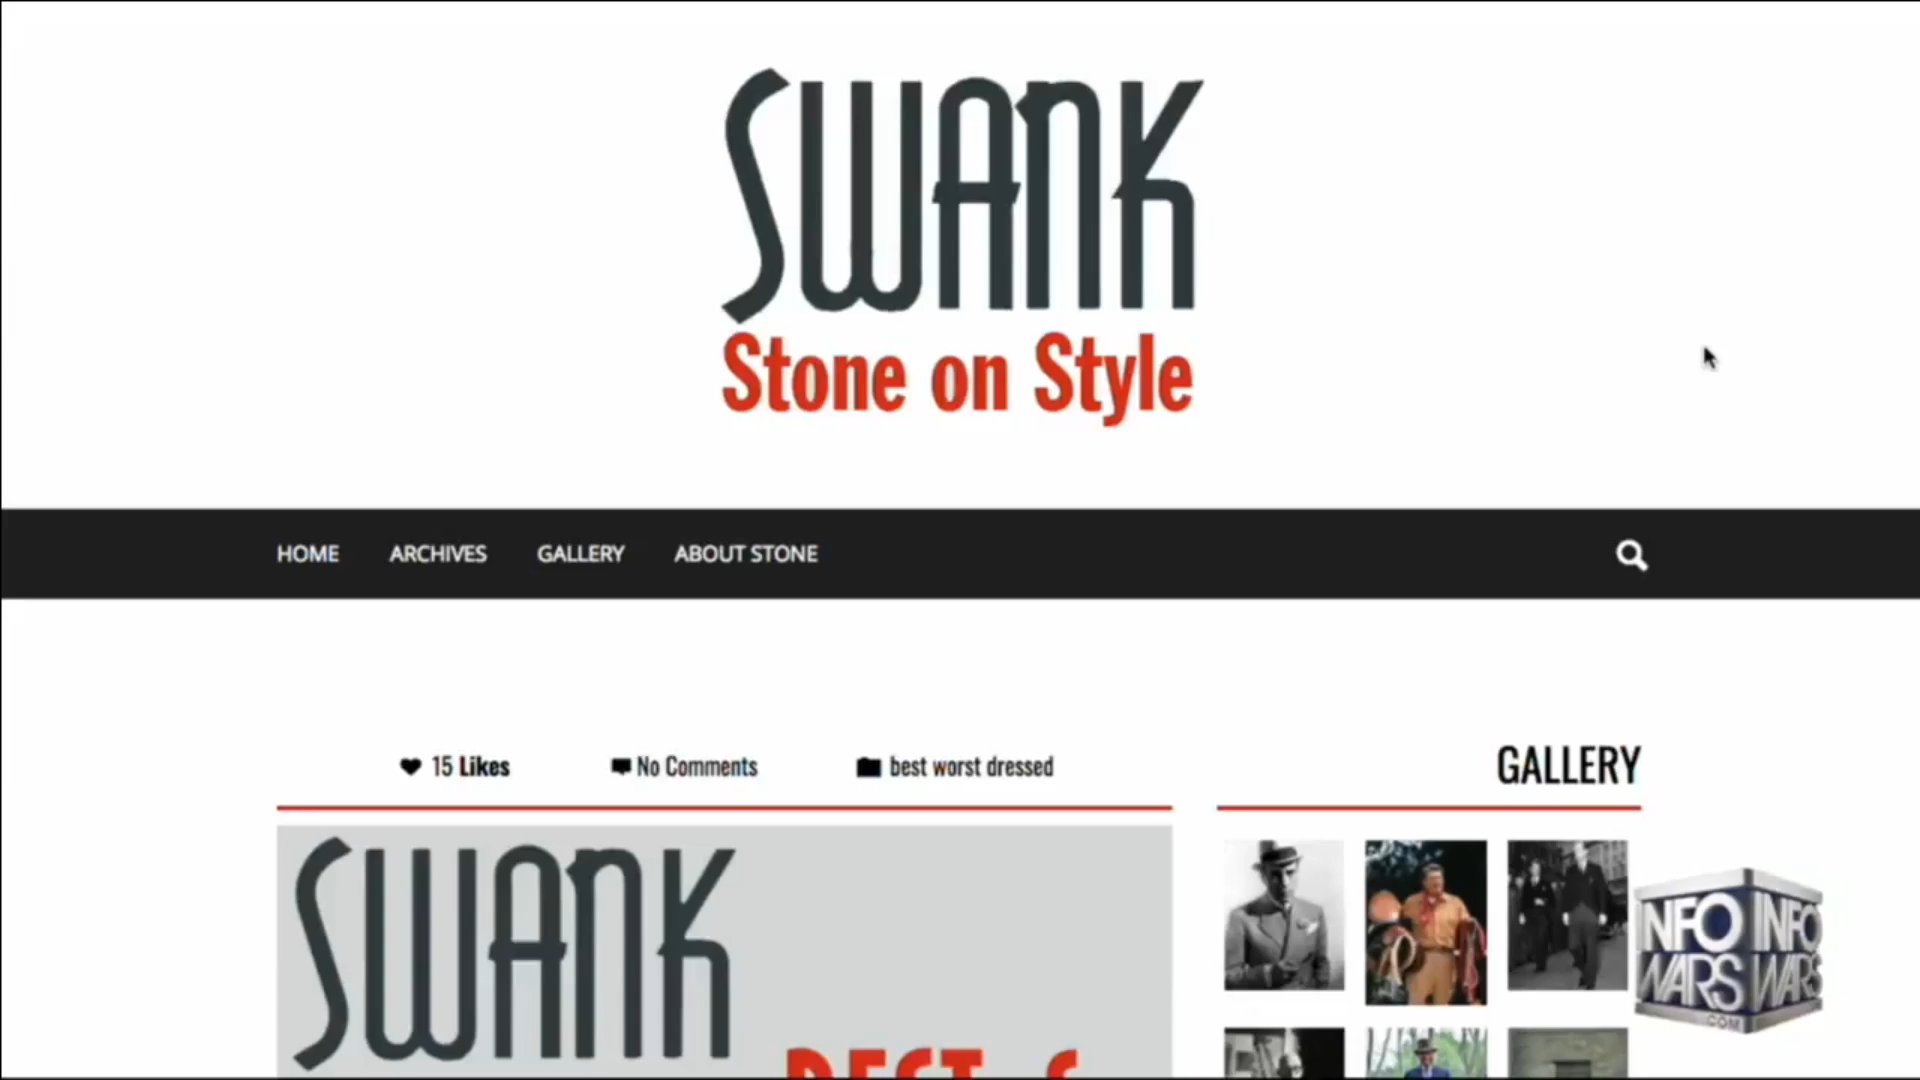 SWANK
Stone on Style
HOME ARCHIVES GALLERY ABOUT STONE
15 Likes No Comments best worst dressed
GALLERY
SWANK
INFO INFO
WARS WARS
.COM